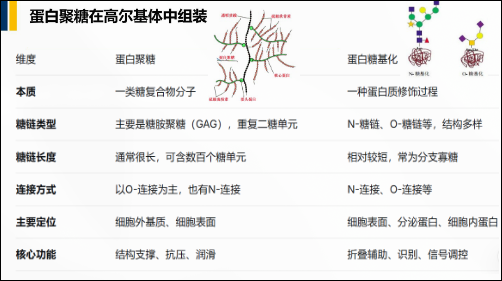 蛋白聚糖在高尔基体中组装
N-糖基化 O-糖基化
维度 蛋白聚糖 蛋白糖基化
本质 一类糖复合物分子 一种蛋白质修饰过程
糖链类型 主要是糖胺聚糖（GAG），重复二糖单元 N-糖链、O-糖链等，结构多样
糖链长度 通常很长，可含数百个糖单元 相对较短，常为分支寡糖
连接方式 以O-连接为主，也有N-连接 N-连接、O-连接等
主要定位 细胞外基质、细胞表面 细胞表面、分泌蛋白、细胞内蛋白
核心功能 结构支撑、抗压、润滑 折叠辅助、识别、信号调控